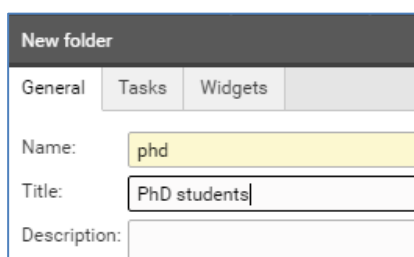 New folder
General Tasks Widgets
Name: phd
Title: PhD students
Description: